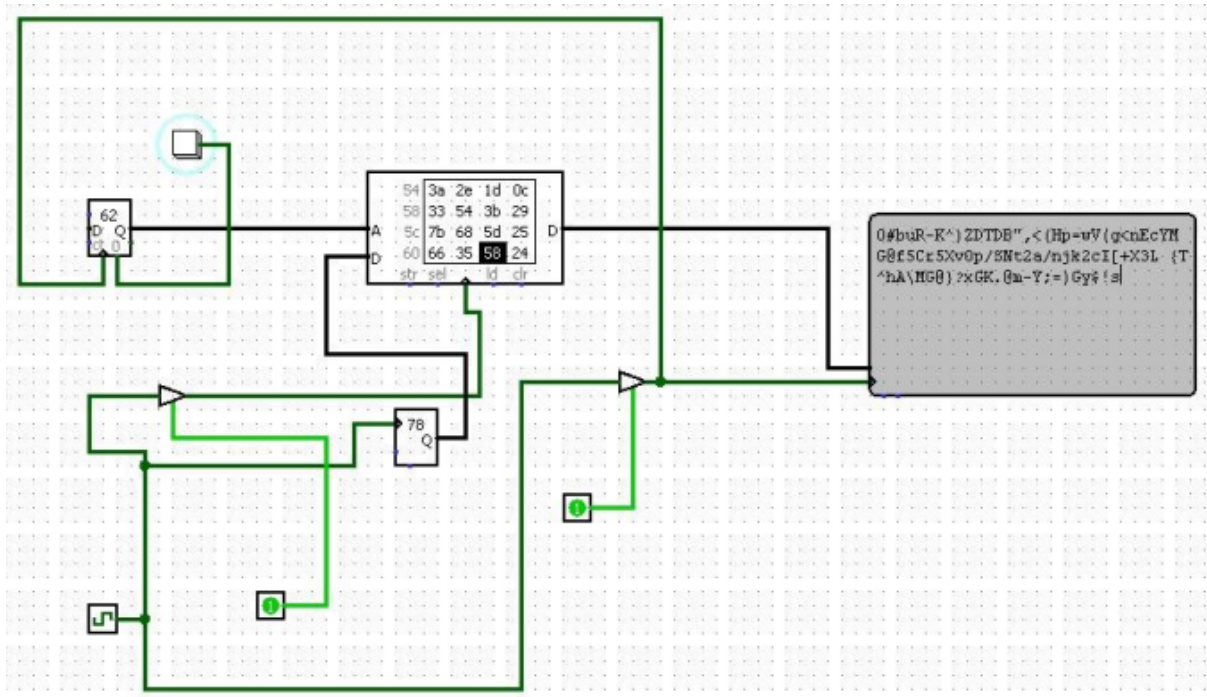 54 3a 2e 1d 0c
58 33 54 3b 29
5c 7b 68 5d 25
60 66 35 58 24
A D D
str sel ld clr
62
D Q
ct 0
0#buR-K^)ZDTDB",<(Hp=wV(g<nEcYM
G@f5Cr5Xv0p/SNt2a/njk2cI[+X3L {T
^hA\MG@)?xGK.@m-Y;=)Gy$!s
78
Q
1
1